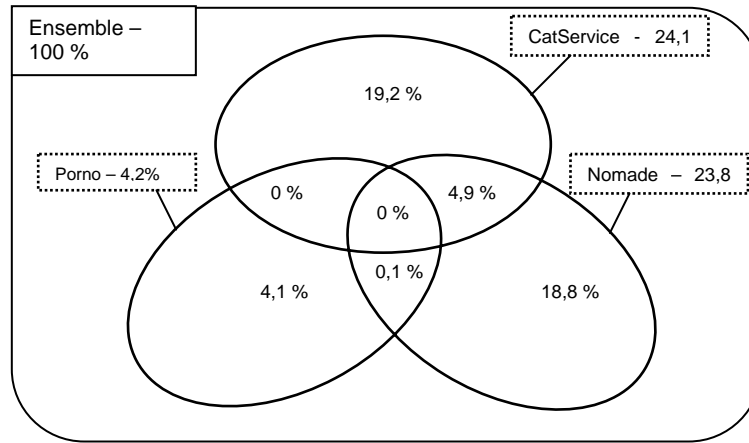 Ensemble –
100 %
CatService - 24,1
19,2 %
Porno – 4,2%
Nomade – 23,8
0 %
4,9 %
0 %
0,1 %
4,1 %
18,8 %